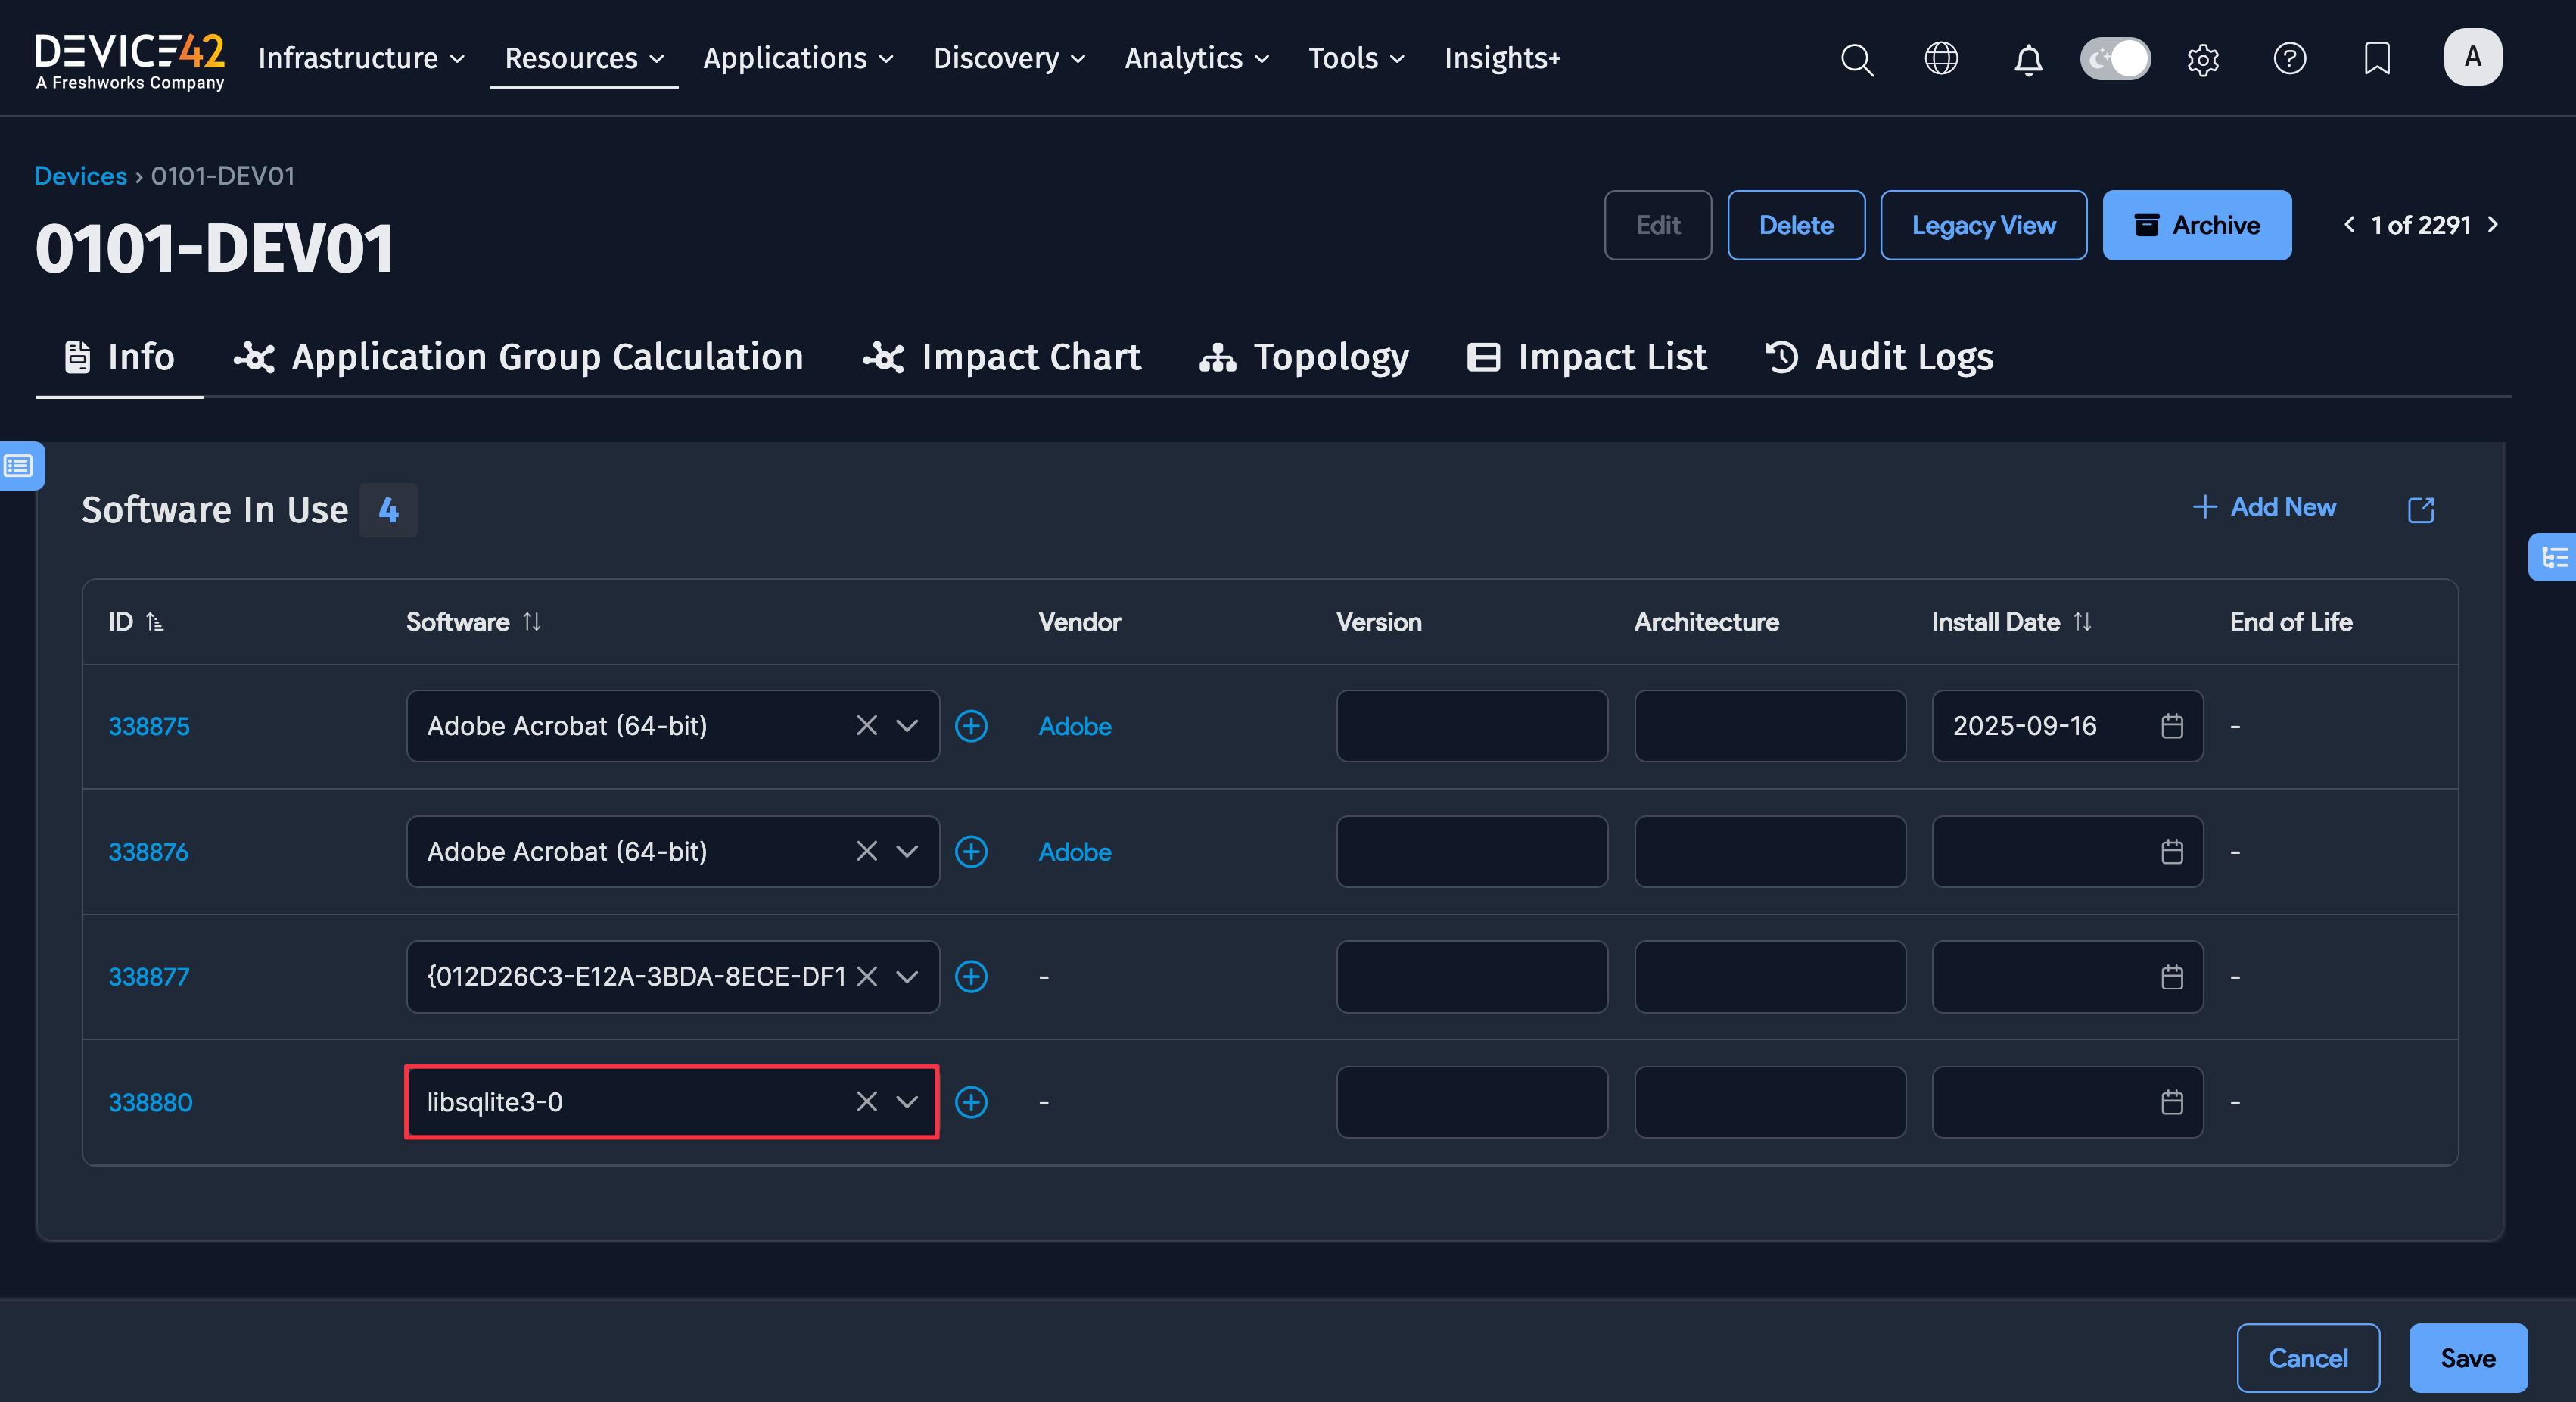 DEVICE42
A Freshworks Company
Infrastructure Resources Applications Discovery Analytics Tools Insights+
A
Devices › 0101-DEV01
0101-DEV01
Edit Delete Legacy View Archive 1 of 2291
Info Application Group Calculation Impact Chart Topology Impact List Audit Logs
Software In Use 4
Add New
ID Software Vendor Version Architecture Install Date End of Life
338875 Adobe Acrobat (64-bit) Adobe 2025-09-16 -
338876 Adobe Acrobat (64-bit) Adobe -
338877 {012D26C3-E12A-3BDA-8ECE-DF1 - -
338880 libsqlite3-0 - -
Cancel Save